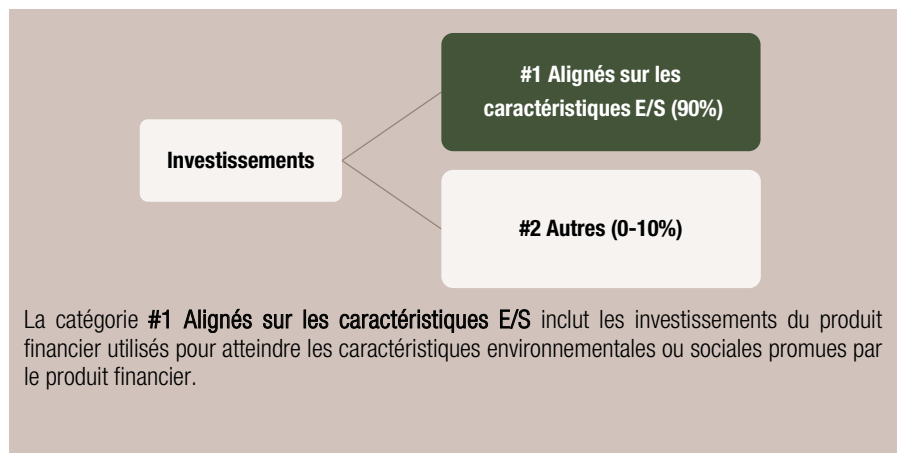 #1 Alignés sur les
caractéristiques E/S (90%)
Investissements
#2 Autres (0-10%)
La catégorie #1 Alignés sur les caractéristiques E/S inclut les investissements du produit
financier utilisés pour atteindre les caractéristiques environnementales ou sociales promues par
le produit financier.